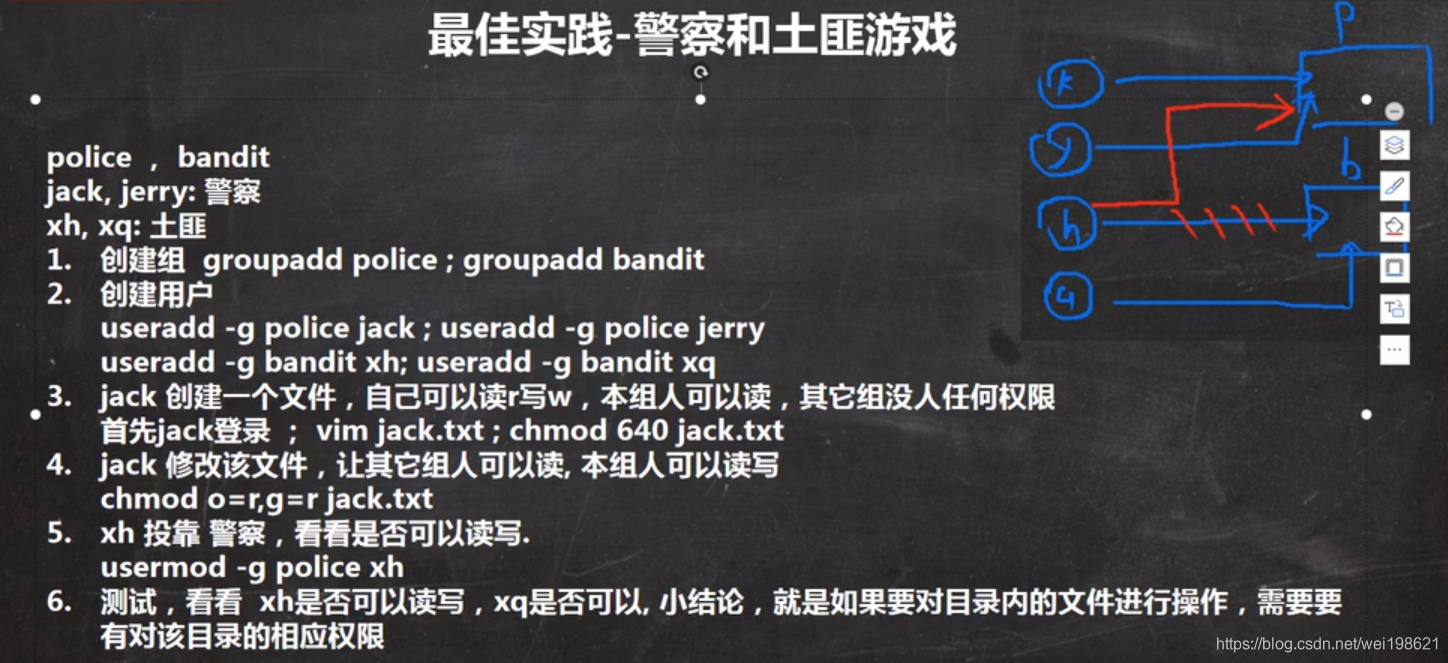 最佳实践-警察和土匪游戏
police ， bandit
jack, jerry: 警察
xh, xq: 土匪
1. 创建组 groupadd police ; groupadd bandit
2. 创建用户
useradd -g police jack ; useradd -g police jerry
useradd -g bandit xh; useradd -g bandit xq
3. jack 创建一个文件，自己可以读r写w，本组人可以读，其它组没人任何权限
首先jack登录 ； vim jack.txt ; chmod 640 jack.txt
4. jack 修改该文件，让其它组人可以读, 本组人可以读写
chmod o=r,g=r jack.txt
5. xh 投靠 警察，看看是否可以读写.
usermod -g police xh
6. 测试，看看 xh是否可以读写，xq是否可以, 小结论，就是如果要对目录内的文件进行操作，需要要
有对该目录的相应权限
P
k
y
b
h
q
https://blog.csdn.net/wei198621